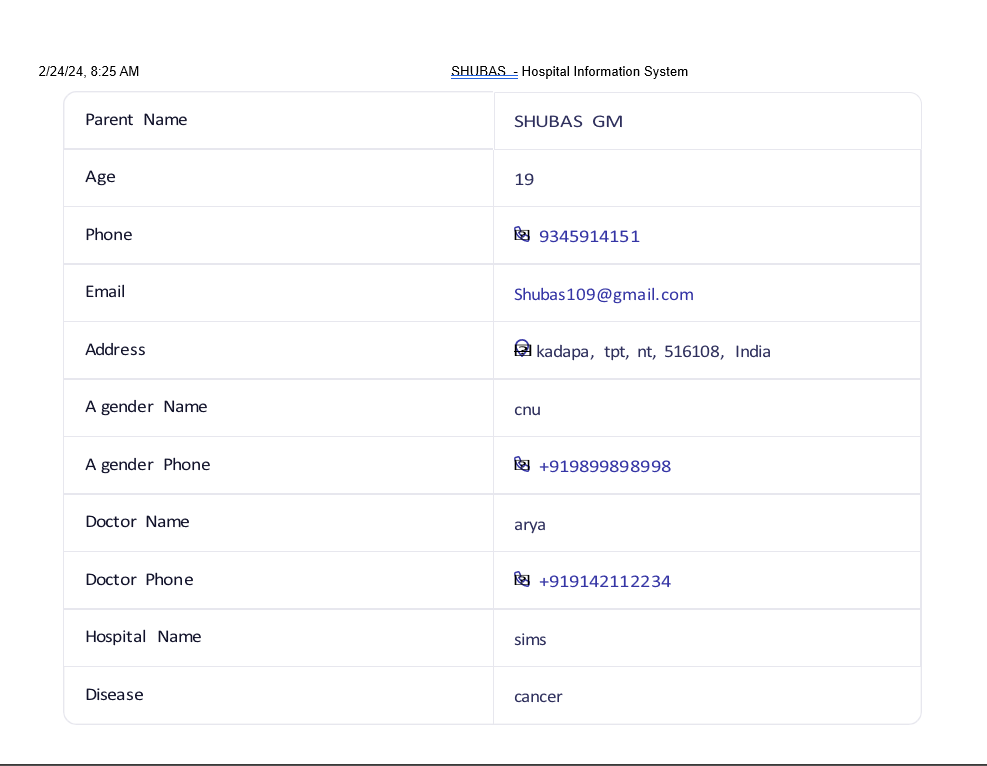 2/24/24, 8:25 AM SHUBAS - Hospital Information System
Parent Name SHUBAS GM
Age 19
Phone 9345914151
Email Shubas109@gmail.com
Address kadapa, tpt, nt, 516108, India
A gender Name cnu
A gender Phone +919899898998
Doctor Name arya
Doctor Phone +919142112234
Hospital Name sims
Disease cancer